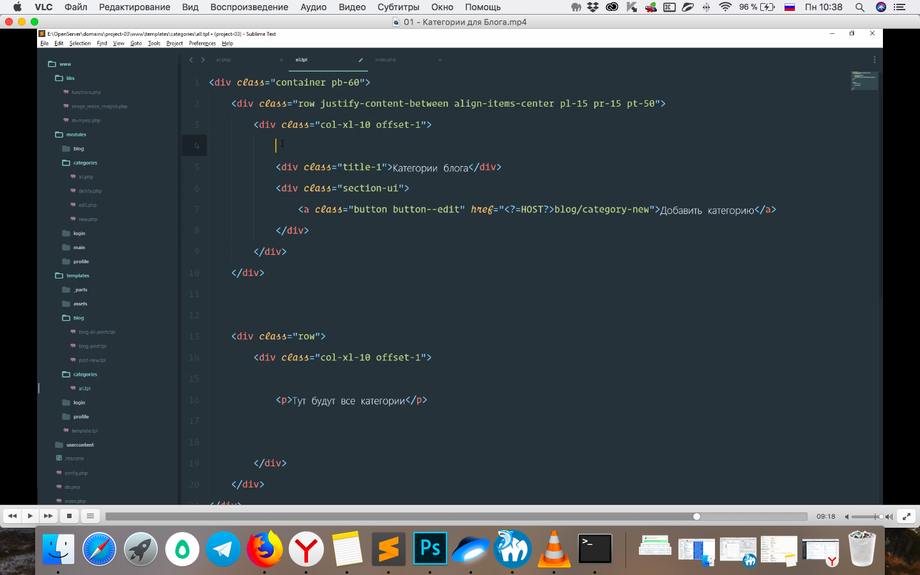 VLC Файл Редактирование Вид Воспроизведение Аудио Видео Субтитры Окно Помощь 96 % Пн 10:38
01 - Категории для Блога.mp4
E:\OpenServer\domains\project-03\www\templates\categories\all.tpl • (project-03) - Sublime Text
File Edit Selection Find View Goto Tools Project Preferences Help
all.tpl
index.php
www
libs
functions.php
image_resize_imagick.php
modules
blog
categories
all.php
delete.php
edit.php
new.php
login
main
profile
templates
_parts
assets
blog
blog-all-posts.tpl
blog-post.tpl
post-new.tpl
categories
all.tpl
login
profile
template.tpl
usercontent
.htaccess
config.php
db.php
index.php
1 <div class="container pb-60">
2 <div class="row justify-content-between align-items-center pl-15 pr-15 pt-50">
3 <div class="col-xl-10 offset-1">
4
5 <div class="title-1">Категории блога</div>
6 <div class="section-ui">
7 <a class="button button--edit" href="<?=HOST?>blog/category-new">Добавить категорию</a>
8 </div>
9 </div>
10 </div>
11
12
13 <div class="row">
14 <div class="col-xl-10 offset-1">
15
16 <p>Тут будут все категории</p>
17
18
19 </div>
20 </div>
09:18
Ps